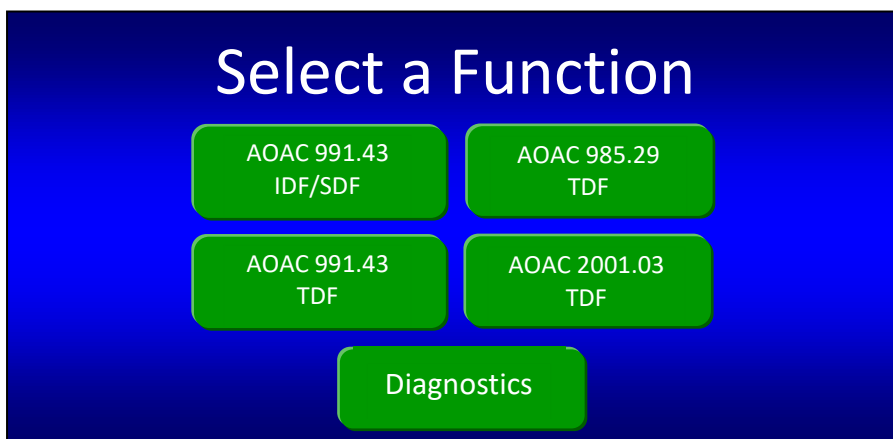 Select a Function
AOAC 991.43
IDF/SDF
AOAC 985.29
TDF
AOAC 991.43
TDF
AOAC 2001.03
TDF
Diagnostics